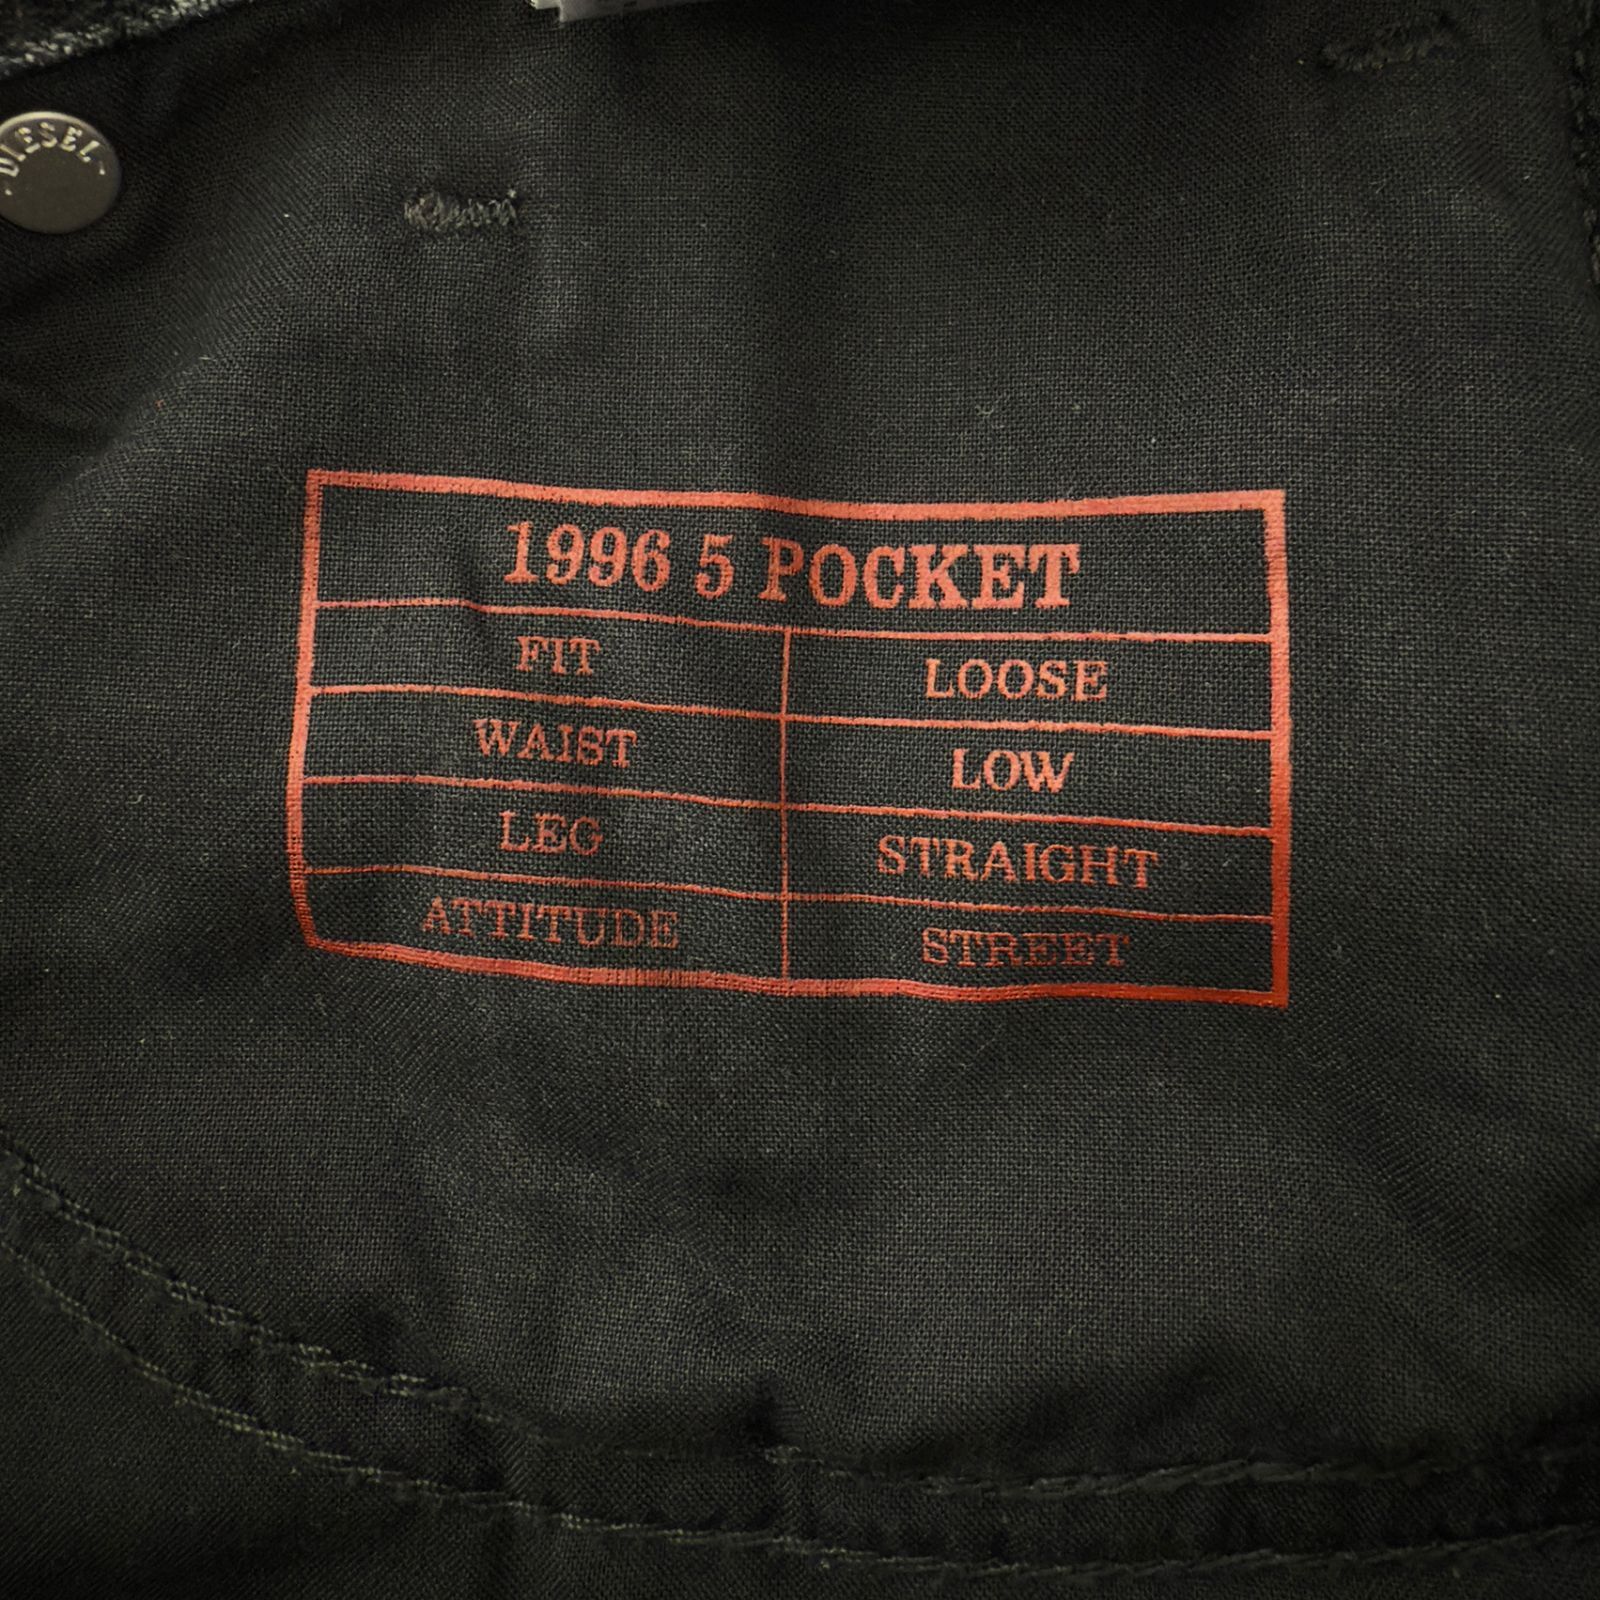 DIESEL
1996 5 POCKET
FIT LOOSE
WAIST LOW
LEG STRAIGHT
ATTITUDE STREET